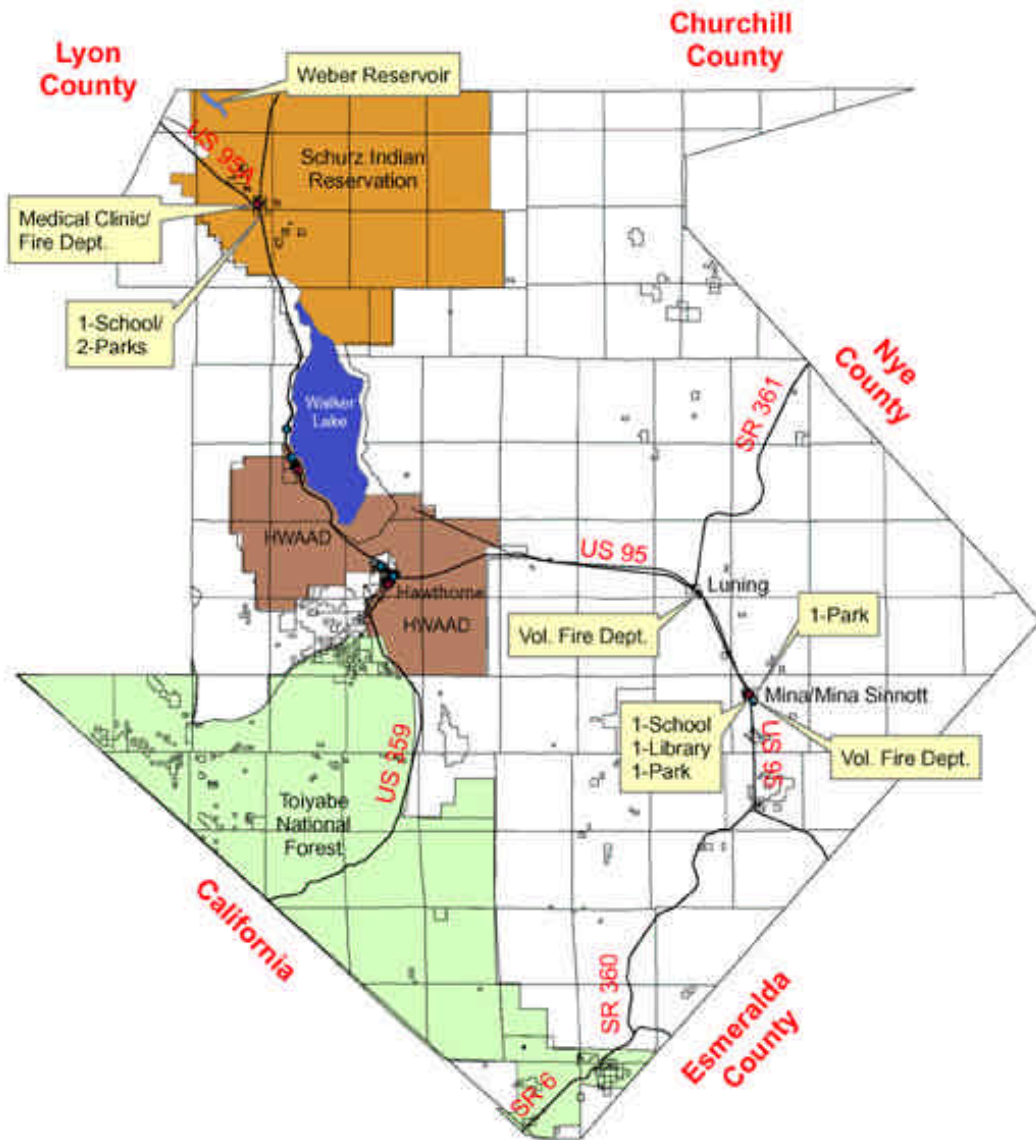 Lyon
County
Churchill
County
Weber Reservoir
US 95A
Schurz Indian
Reservation
Medical Clinic/
Fire Dept.
1-School/
2-Parks
Walker
Lake
Nye
County
SR 361
HWAAD
US 95
Hawthorne
HWAAD
Luning
Vol. Fire Dept.
1-Park
Mina/Mina Sinnott
1-School
1-Library
1-Park
US 95
Vol. Fire Dept.
US 359
Toiyabe
National
Forest
California
SR 360
Esmeralda
County
SR 6